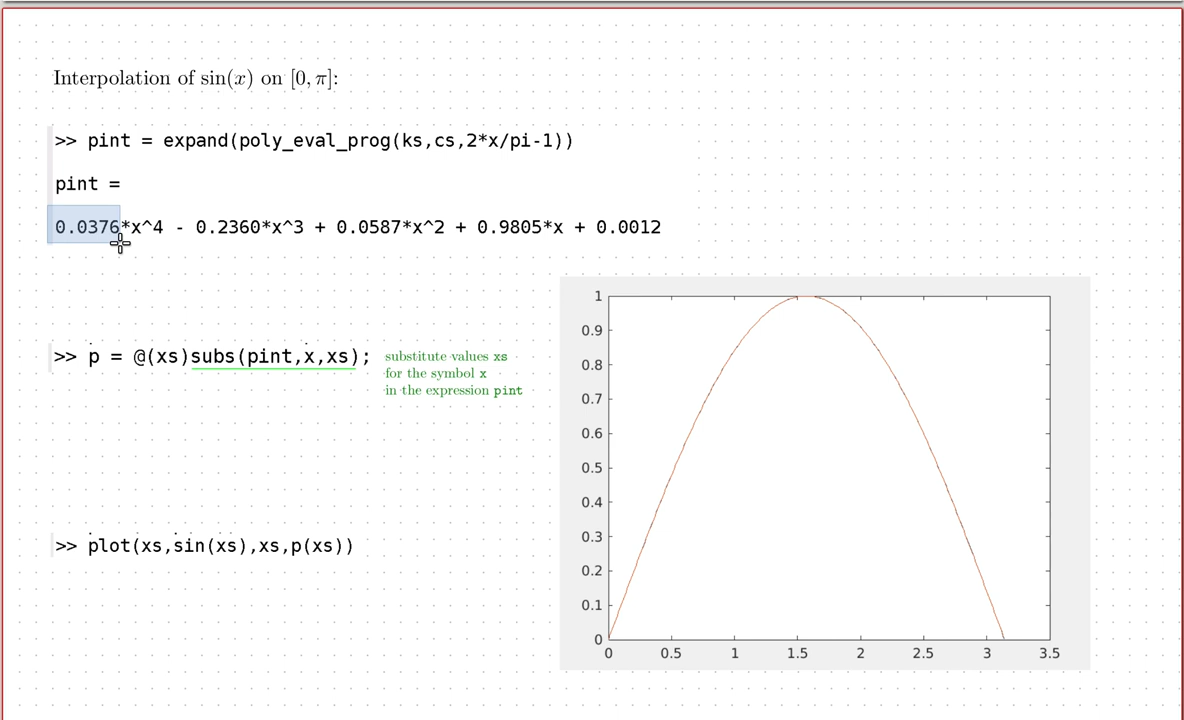 Interpolation of sin(x) on [0, π]:
>> pint = expand(poly_eval_prog(ks,cs,2*x/pi-1))
pint =
0.0376*x^4 - 0.2360*x^3 + 0.0587*x^2 + 0.9805*x + 0.0012
>> p = @(xs)subs(pint,x,xs);
substitute values xs
for the symbol x
in the expression pint
>> plot(xs,sin(xs),xs,p(xs))
1
0.9
0.8
0.7
0.6
0.5
0.4
0.3
0.2
0.1
0
0 0.5 1 1.5 2 2.5 3 3.5